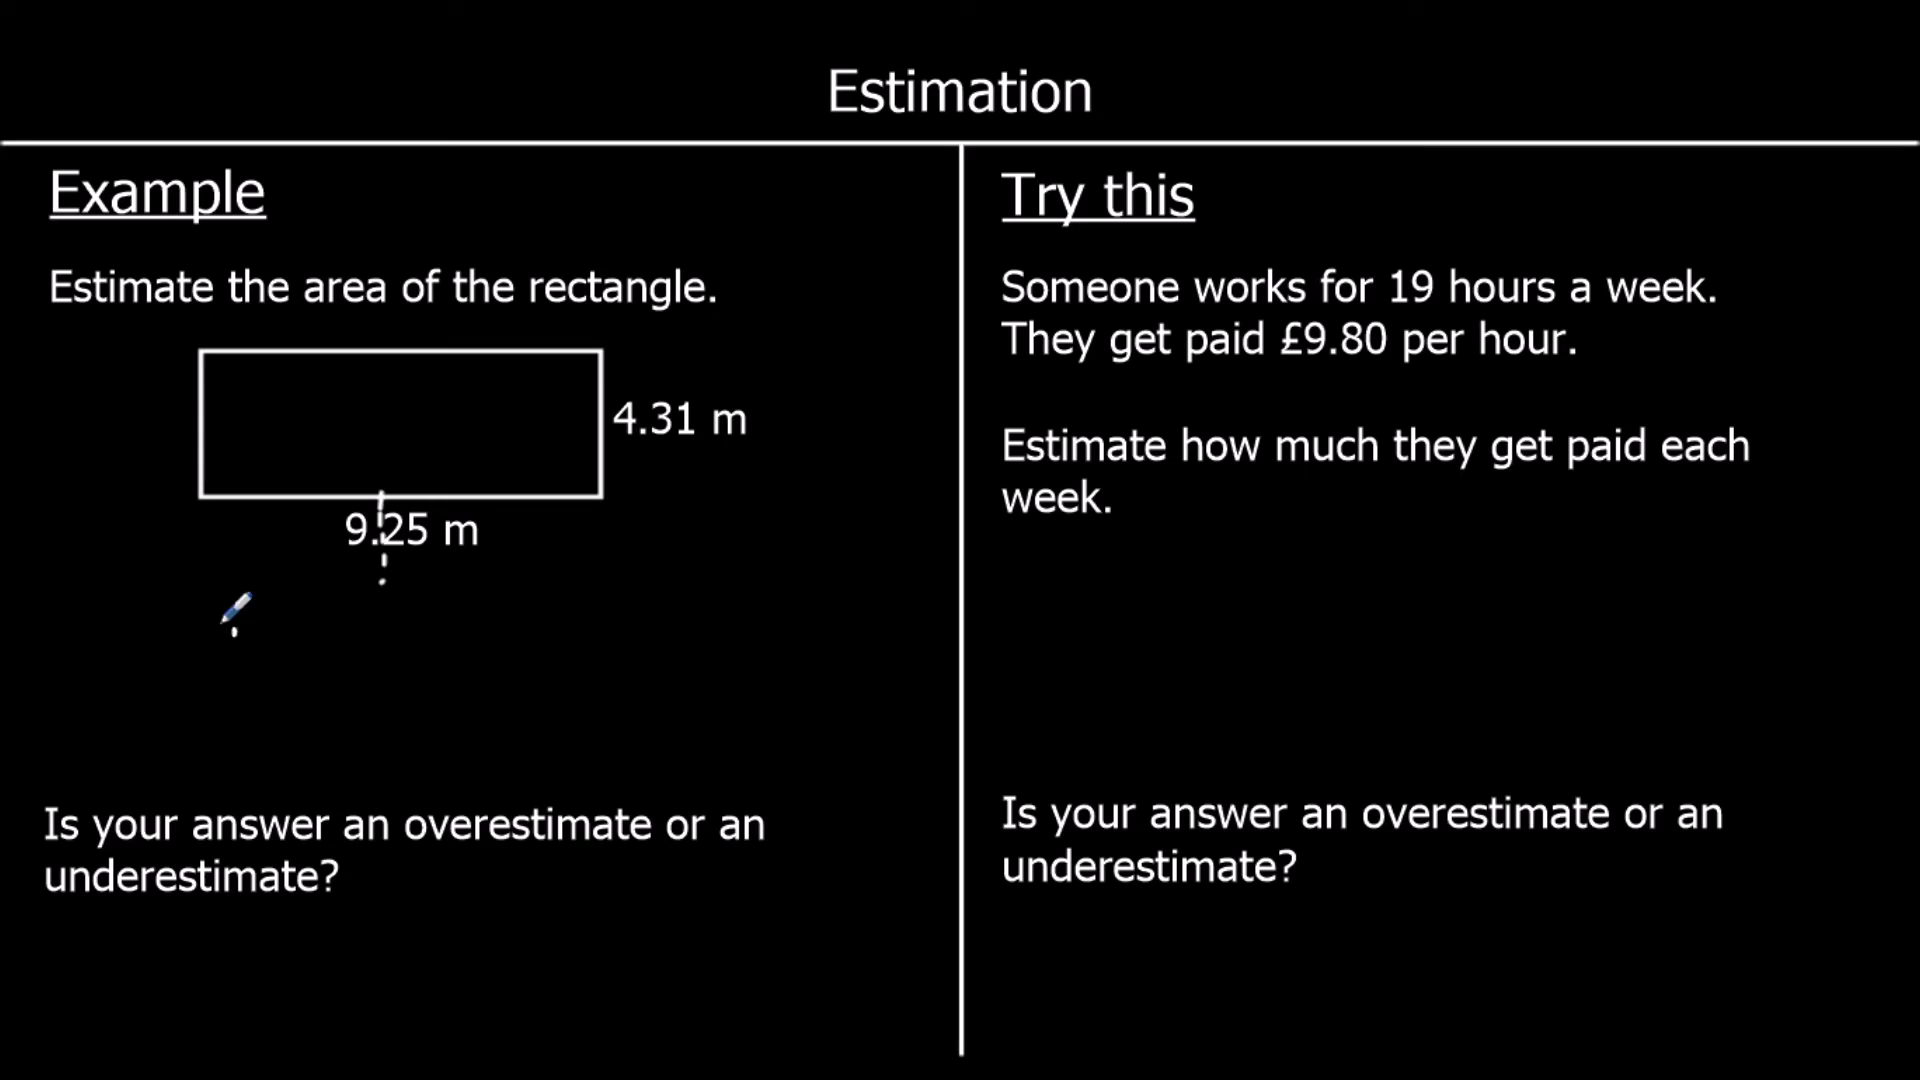 Estimation
Example
Estimate the area of the rectangle.
4.31 m
9.25 m
Is your answer an overestimate or an
underestimate?
Try this
Someone works for 19 hours a week.
They get paid £9.80 per hour.
Estimate how much they get paid each
week.
Is your answer an overestimate or an
underestimate?